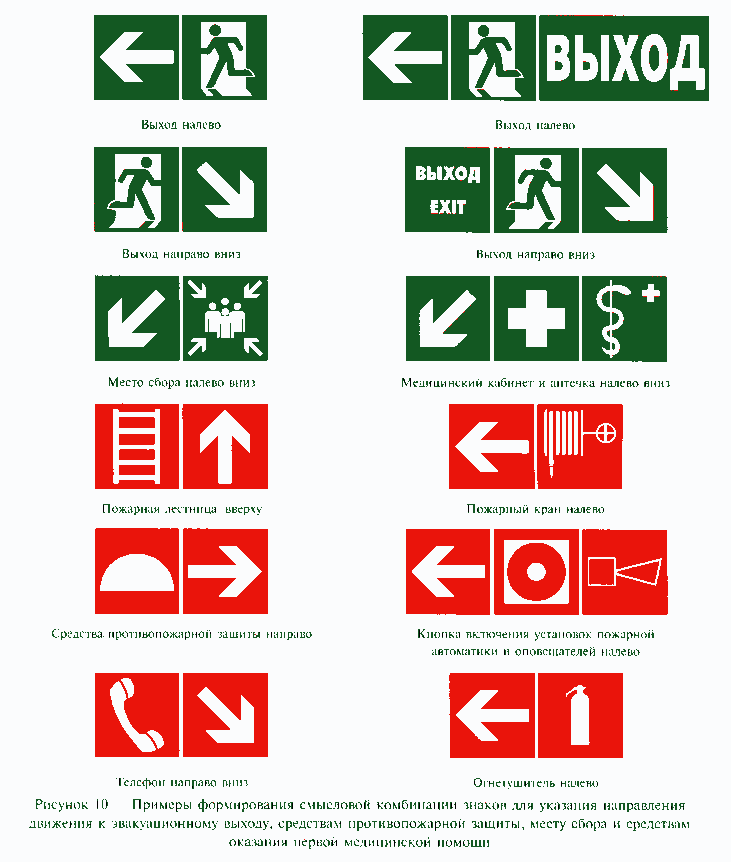 ВЫХОД
Выход налево
Выход налево
ВЫХОД
EXIT
Выход направо вниз
Выход направо вниз
Место сбора налево вниз
Медицинский кабинет и аптечка налево вниз
Пожарная лестница вверху
Пожарный кран налево
Средства противопожарной защиты направо
Кнопка включения установок пожарной
автоматики и оповещателей налево
Телефон направо вниз
Огнетушитель налево
Рисунок 10 Примеры формирования смысловой комбинации знаков для указания направления
движения к эвакуационному выходу, средствам противопожарной защиты, месту сбора и средствам
оказания первой медицинской помощи